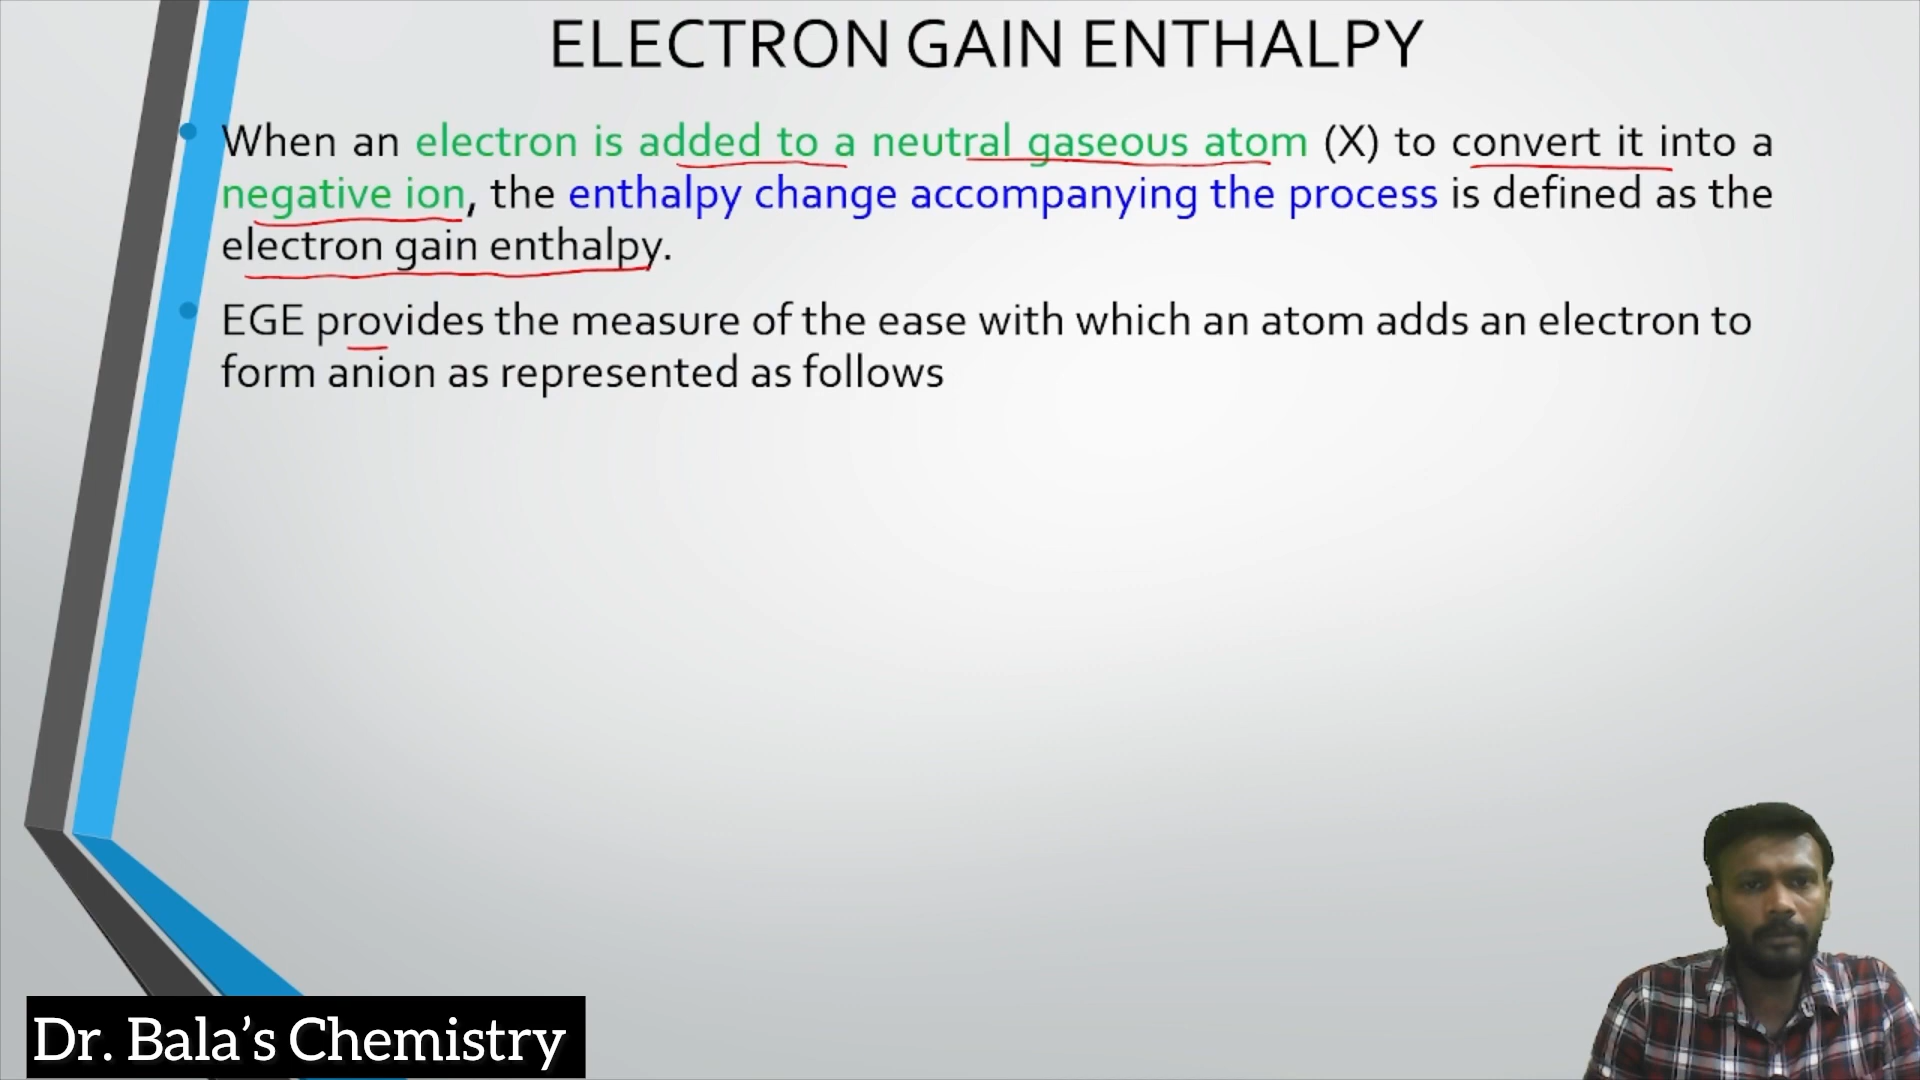 ELECTRON GAIN ENTHALPY
• When an electron is added to a neutral gaseous atom (X) to convert it into a
negative ion, the enthalpy change accompanying the process is defined as the
electron gain enthalpy.
• EGE provides the measure of the ease with which an atom adds an electron to
form anion as represented as follows
Dr. Bala’s Chemistry